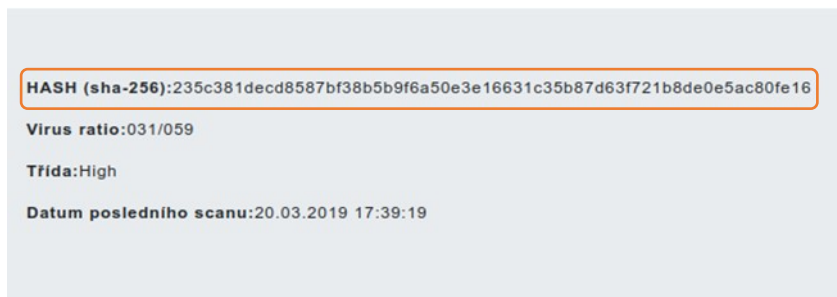 HASH (sha-256):235c381decd8587bf38b5b9f6a50e3e16631c35b87d63f721b8de0e5ac80fe16
Virus ratio:031/059
Třída:High
Datum posledního scanu:20.03.2019 17:39:19